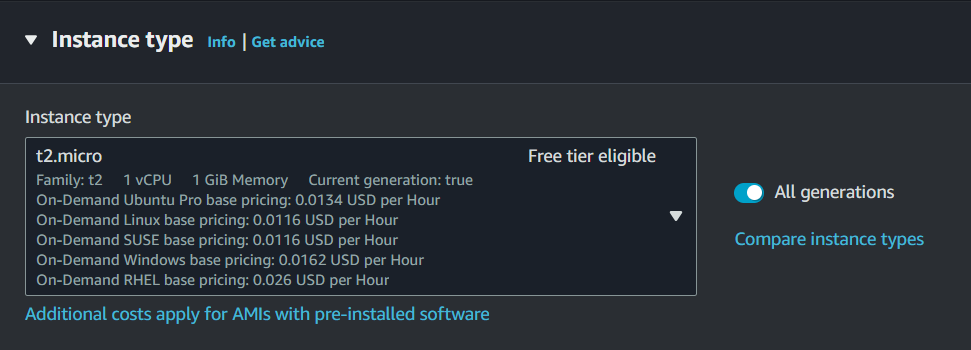 Instance type Info | Get advice
Instance type
t2.micro Free tier eligible
Family: t2 1 vCPU 1 GiB Memory Current generation: true
On-Demand Ubuntu Pro base pricing: 0.0134 USD per Hour
On-Demand Linux base pricing: 0.0116 USD per Hour
On-Demand SUSE base pricing: 0.0116 USD per Hour
On-Demand Windows base pricing: 0.0162 USD per Hour
On-Demand RHEL base pricing: 0.026 USD per Hour
All generations
Compare instance types
Additional costs apply for AMIs with pre-installed software